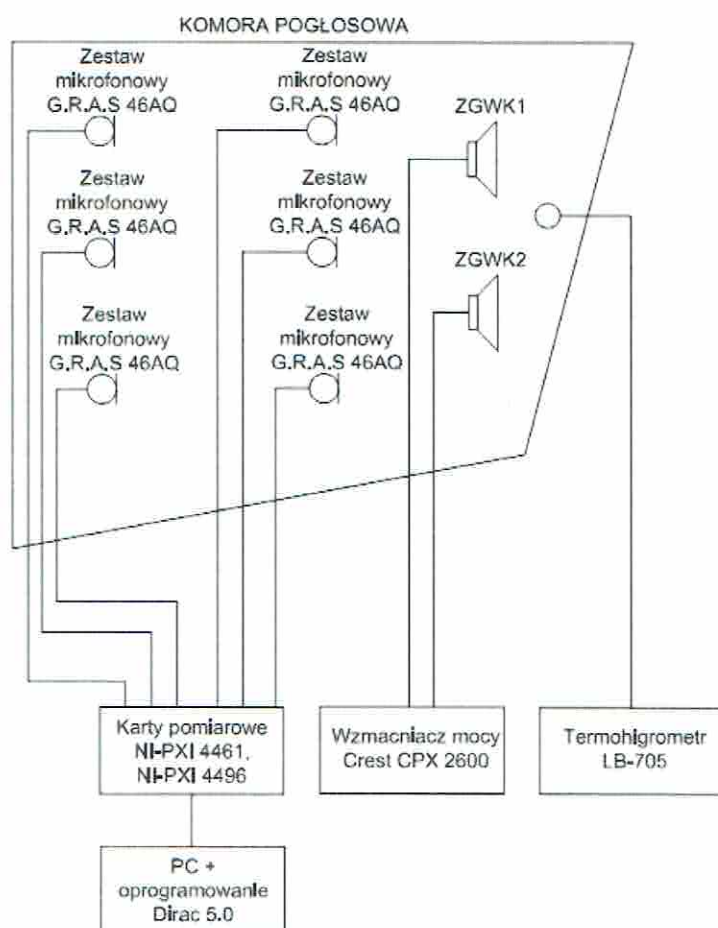 KOMORA POGŁOSOWA
Zestaw
mikrofonowy
G.R.A.S 46AQ
Zestaw
mikrofonowy
G.R.A.S 46AQ
ZGWK1
Zestaw
mikrofonowy
G.R.A.S 46AQ
Zestaw
mikrofonowy
G.R.A.S 46AQ
ZGWK2
Zestaw
mikrofonowy
G.R.A.S 46AQ
Zestaw
mikrofonowy
G.R.A.S 46AQ
Karty pomiarowe
NI-PXI 4461,
NI-PXI 4496
Wzmacniacz mocy
Crest CPX 2600
Termohigrometr
LB-705
PC +
oprogramowanie
Dirac 5.0